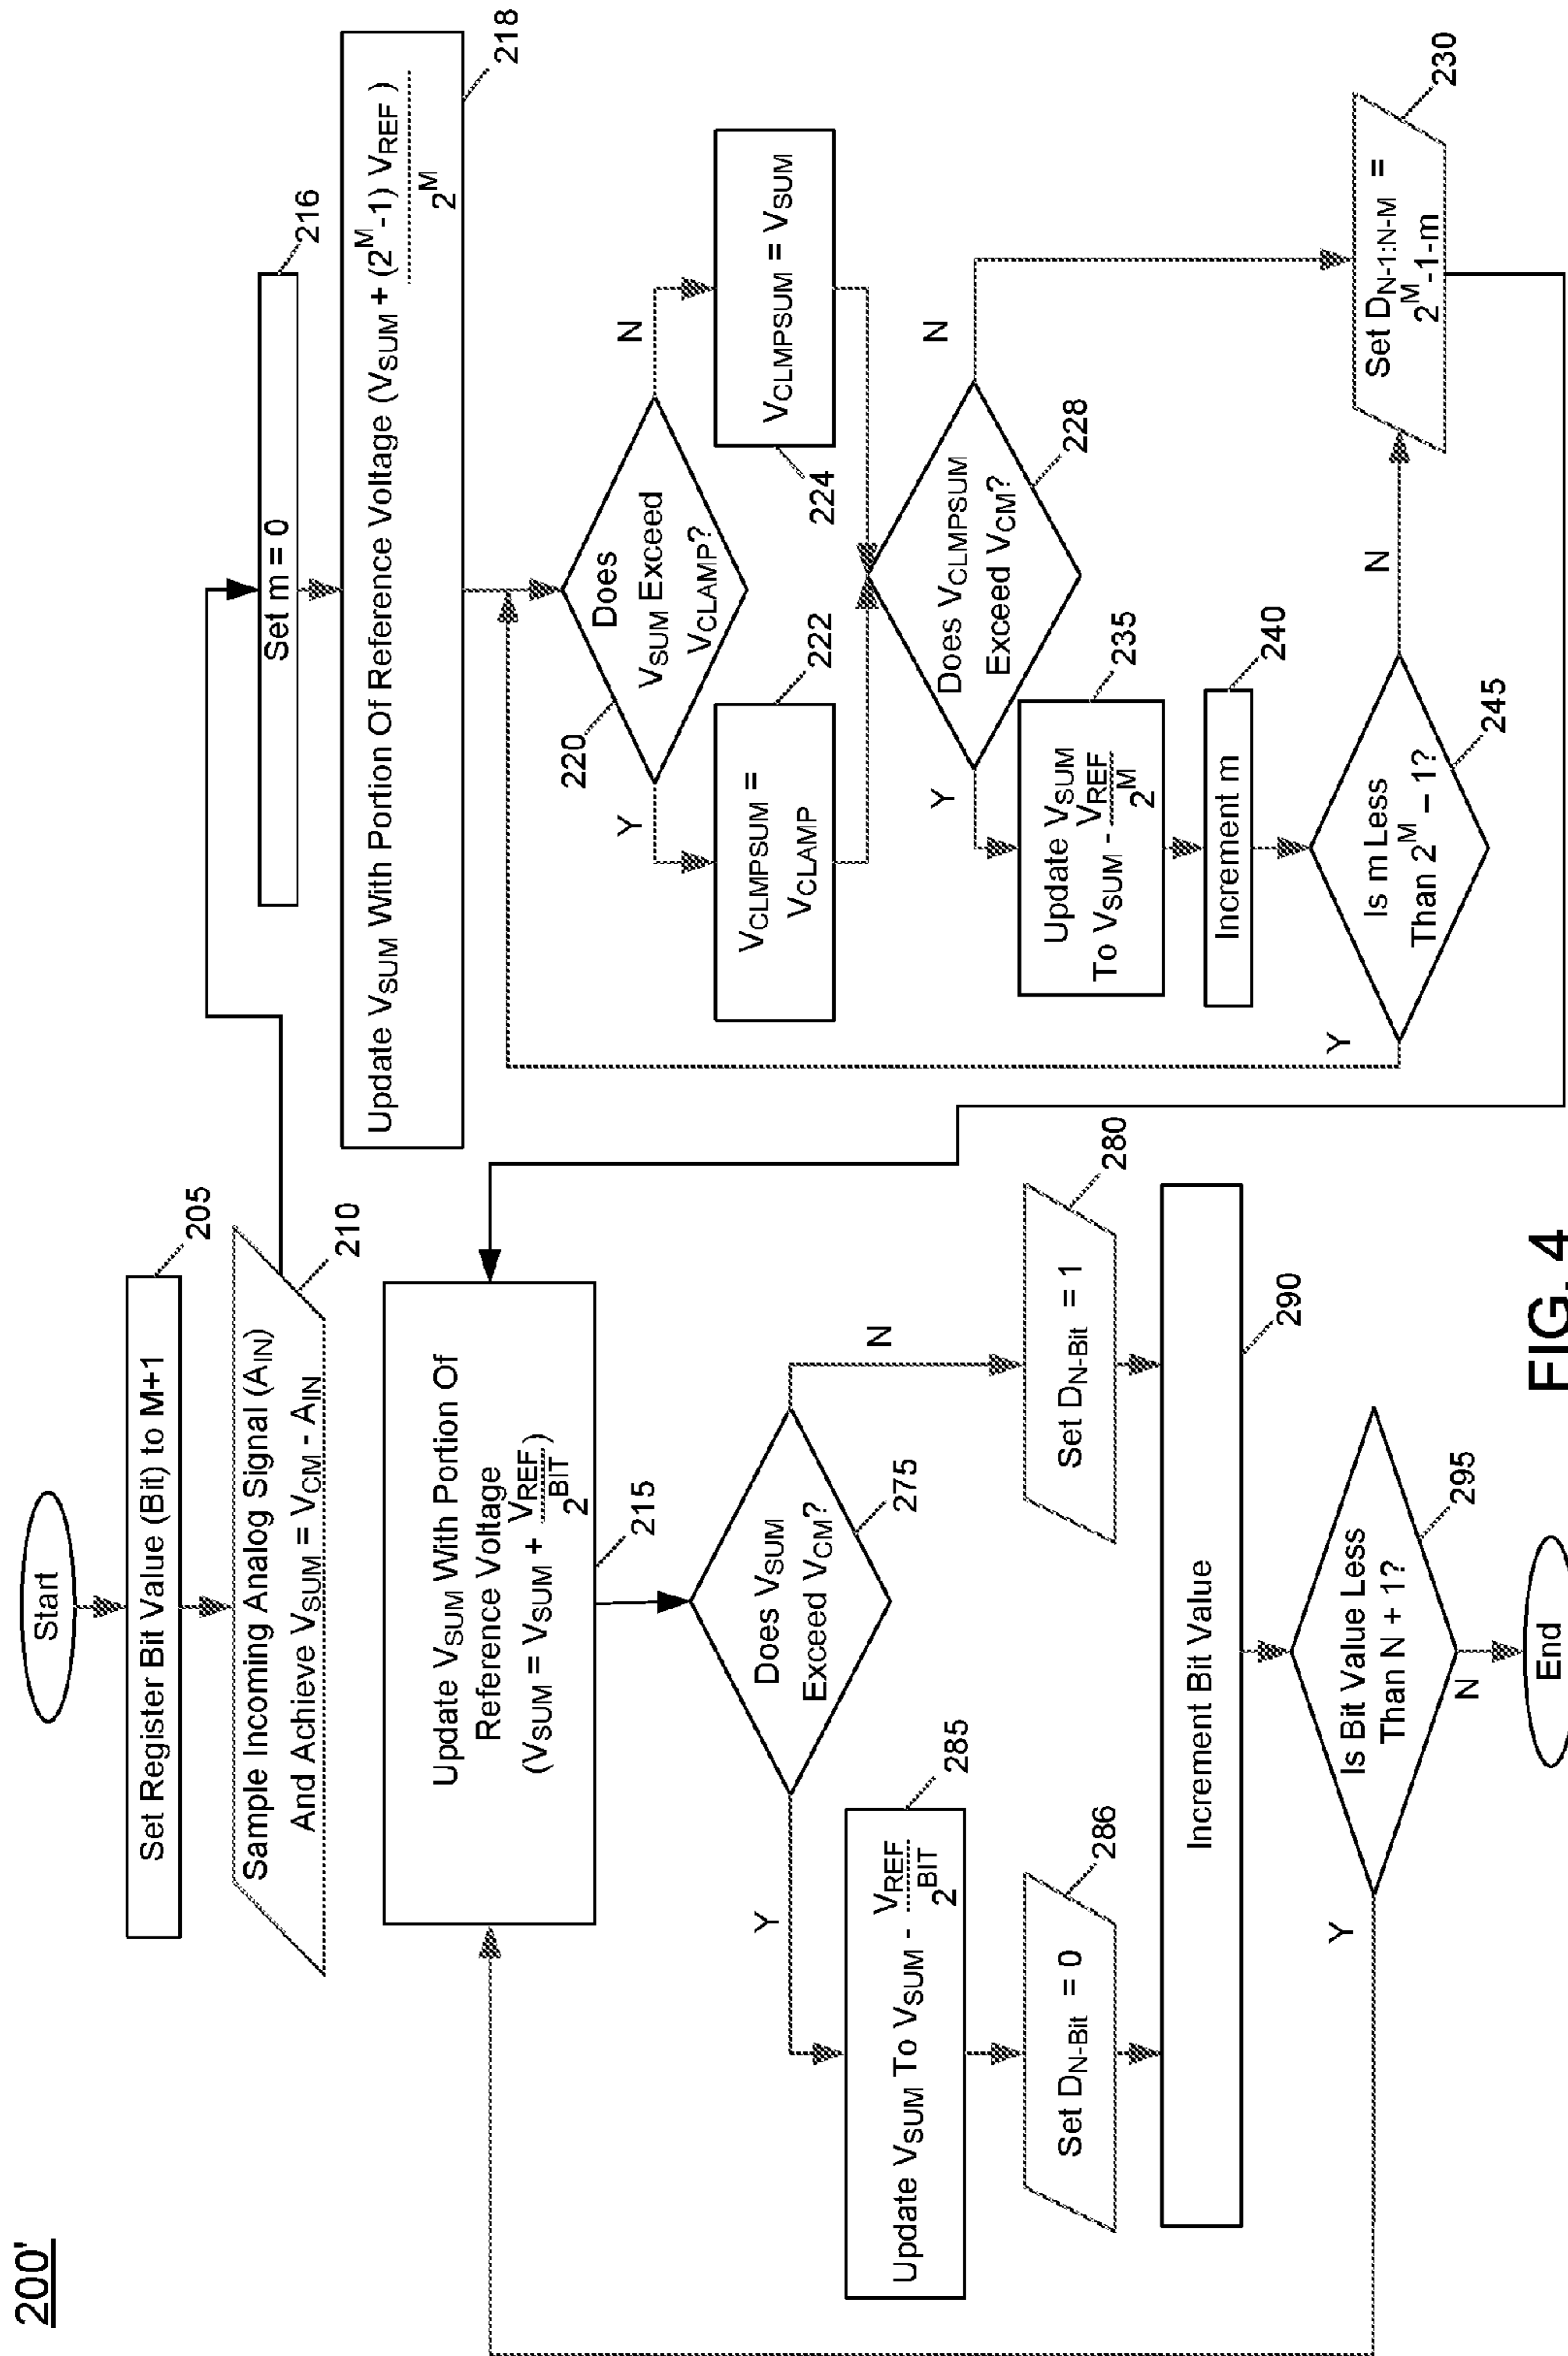 200'
Start
Set Register Bit Value (Bit) to M+1
205
Sample Incoming Analog Signal (A_IN)
And Achieve V_SUM = V_CM - A_IN
210
Set m = 0
216
Update V_SUM With Portion Of Reference Voltage (V_SUM + (2^M -1) V_REF )
2^M
218
Does
V_SUM Exceed
V_CLAMP?
220
Y
N
V_CLMPSUM =
V_CLAMP
222
V_CLMPSUM = V_SUM
224
Does V_CLMPSUM
Exceed V_CM?
228
Y
N
Update V_SUM
To V_SUM - V_REF
2^M
235
Increment m
240
Is m Less
Than 2^M – 1?
245
Y
N
Set D_N-1:N-M =
2^M -1-m
230
Update V_SUM With Portion Of
Reference Voltage
(V_SUM = V_SUM + V_REF )
2^BIT
215
Does V_SUM
Exceed V_CM?
275
Y
N
Update V_SUM To V_SUM - V_REF
2^BIT
285
Set D_N-Bit = 0
286
Set D_N-Bit = 1
280
Increment Bit Value
290
Is Bit Value Less
Than N + 1?
295
Y
N
End
FIG. 4